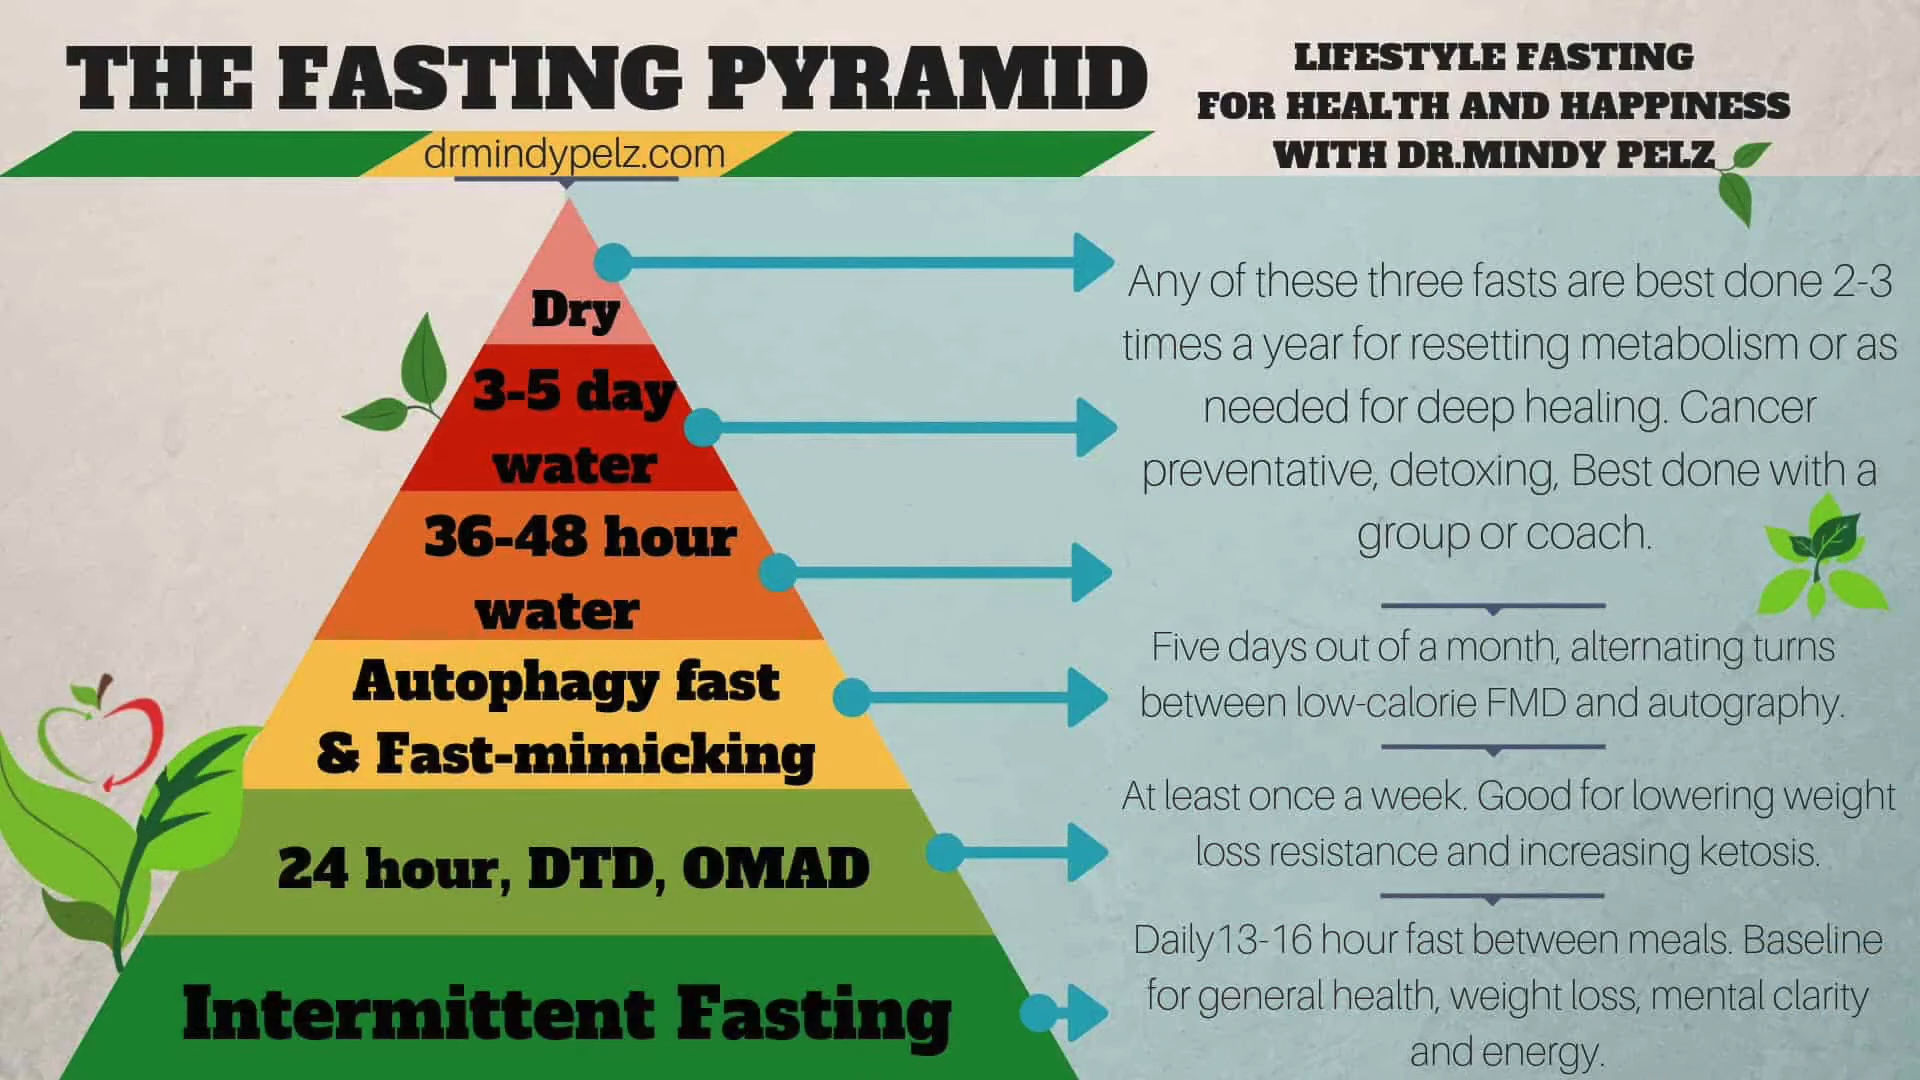 THE FASTING PYRAMID
drmindypelz.com
LIFESTYLE FASTING
FOR HEALTH AND HAPPINESS
WITH DR.MINDY PELZ
Dry
3-5 day
water
36-48 hour
water
Autophagy fast
& Fast-mimicking
24 hour, DTD, OMAD
Intermittent Fasting
Any of these three fasts are best done 2-3
times a year for resetting metabolism or as
needed for deep healing. Cancer
preventative, detoxing, Best done with a
group or coach.
Five days out of a month, alternating turns
between low-calorie FMD and autography.
At least once a week. Good for lowering weight
loss resistance and increasing ketosis.
Daily13-16 hour fast between meals. Baseline
for general health, weight loss, mental clarity
and energy.